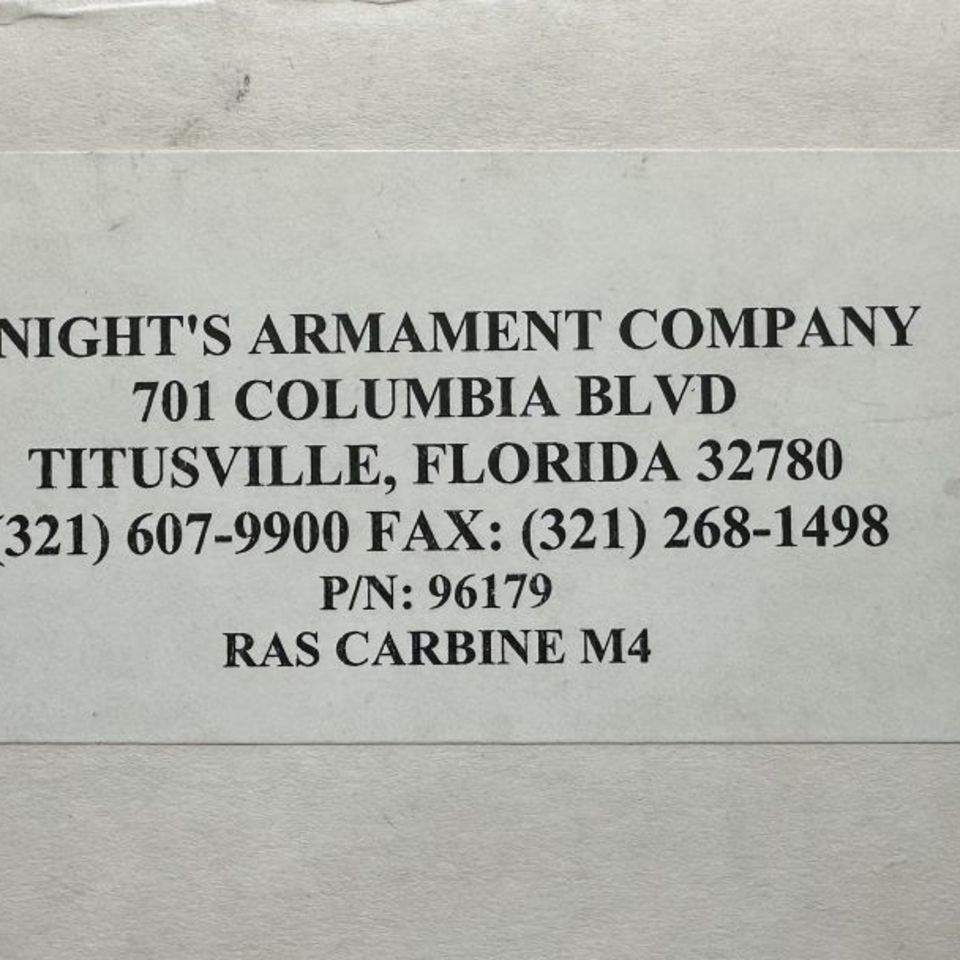 NIGHT'S ARMAMENT COMPANY
701 COLUMBIA BLVD
TITUSVILLE, FLORIDA 32780
(321) 607-9900 FAX: (321) 268-1498
P/N: 96179
RAS CARBINE M4